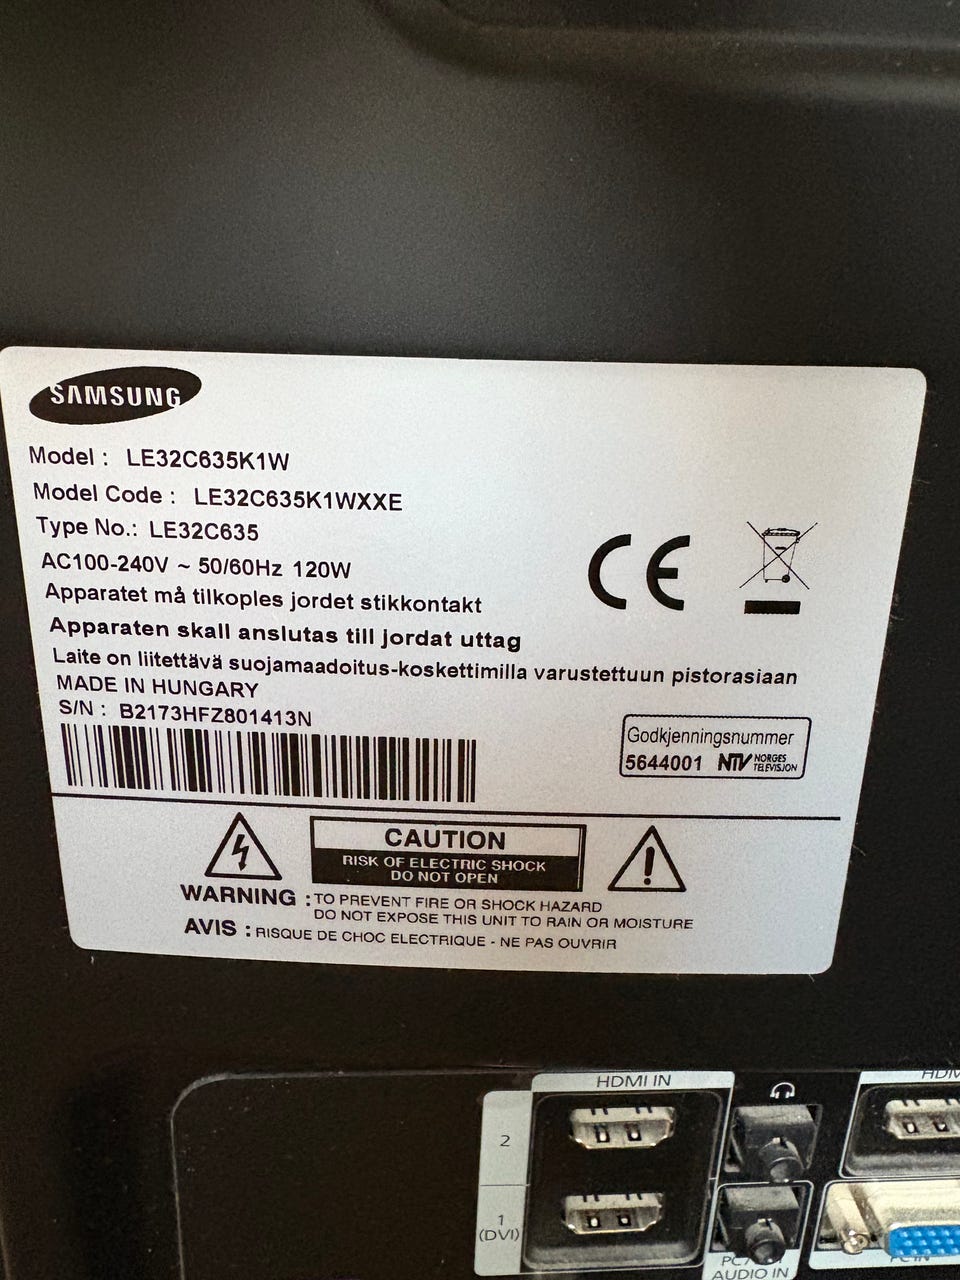 SAMSUNG
Model : LE32C635K1W
Model Code : LE32C635K1WXXE
Type No.: LE32C635
AC100-240V ~ 50/60Hz 120W
Apparatet må tilkoples jordet stikkontakt
Apparaten skall anslutas till jordat uttag
Laite on liitettävä suojamaadoitus-koskettimilla varustettuun pistorasiaan
MADE IN HUNGARY
S/N : B2173HFZ801413N
CE
Godkjenningsnummer
5644001 NTV NORGES
TELEVISJON
CAUTION
RISK OF ELECTRIC SHOCK
DO NOT OPEN
WARNING : TO PREVENT FIRE OR SHOCK HAZARD
DO NOT EXPOSE THIS UNIT TO RAIN OR MOISTURE
AVIS : RISQUE DE CHOC ELECTRIQUE - NE PAS OUVRIR
HDMI IN
2
1
(DVI)
AUDIO IN